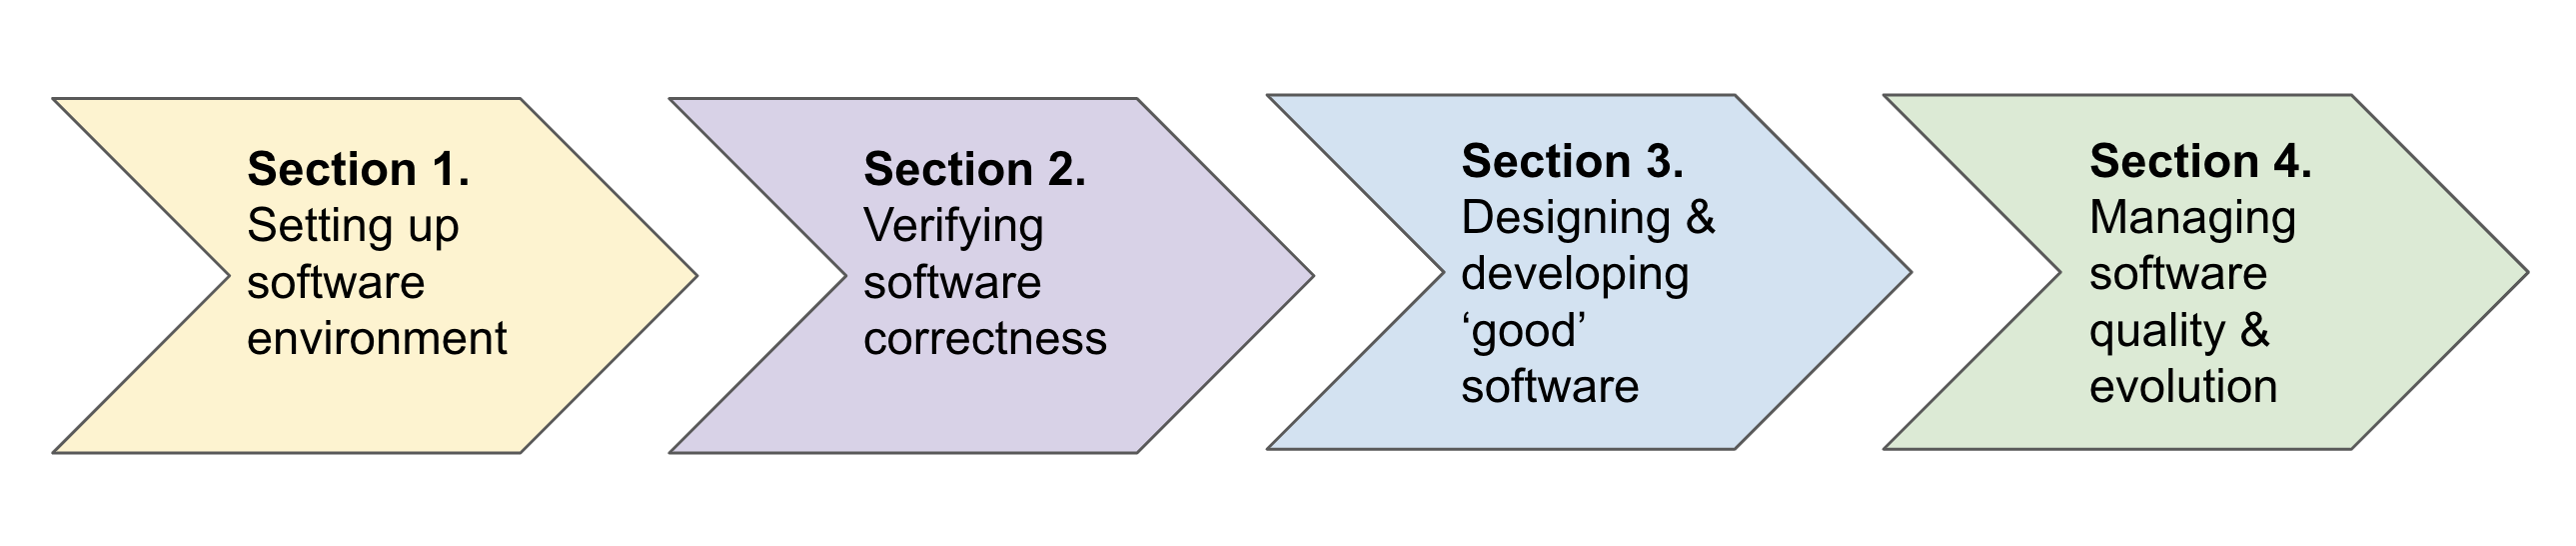 Section 1.
Setting up
software
environment
Section 2.
Verifying
software
correctness
Section 3.
Designing &
developing
‘good’
software
Section 4.
Managing
software
quality &
evolution